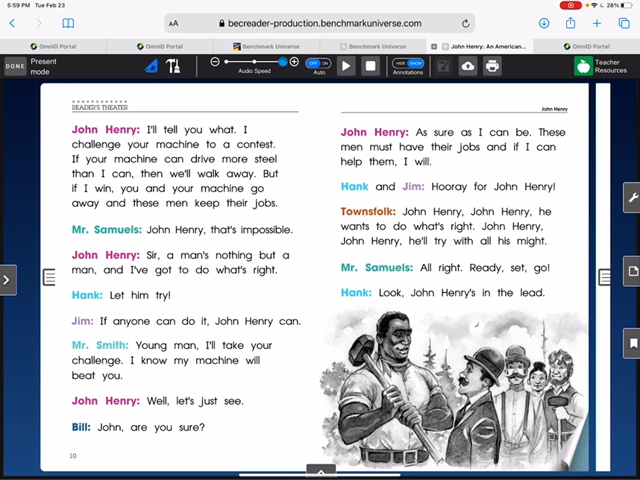 5:59 PM Tue Feb 23
28%
AA
becreader-production.benchmarkuniverse.com
OmniID Portal
OmniID Portal
Benchmark Universe
Benchmark Universe
John Henry: An American...
OmniID Portal
DONE
Present
mode
Audio Speed
ON OFF
Auto
HIDE SHOW
Annotations
Teacher
Resources
READER'S THEATER
John Henry: I'll tell you what. I
challenge your machine to a contest.
If your machine can drive more steel
than I can, then we'll walk away. But
if I win, you and your machine go
away and these men keep their jobs.
Mr. Samuels: John Henry, that's impossible.
John Henry: Sir, a man's nothing but a
man, and I've got to do what's right.
Hank: Let him try!
Jim: If anyone can do it, John Henry can.
Mr. Smith: Young man, I'll take your
challenge. I know my machine will
beat you.
John Henry: Well, let's just see.
Bill: John, are you sure?
10
John Henry
John Henry: As sure as I can be. These
men must have their jobs and if I can
help them, I will.
Hank and Jim: Hooray for John Henry!
Townsfolk: John Henry, John Henry, he
wants to do what's right. John Henry,
John Henry, he'll try with all his might.
Mr. Samuels: All right. Ready, set, go!
Hank: Look, John Henry's in the lead.